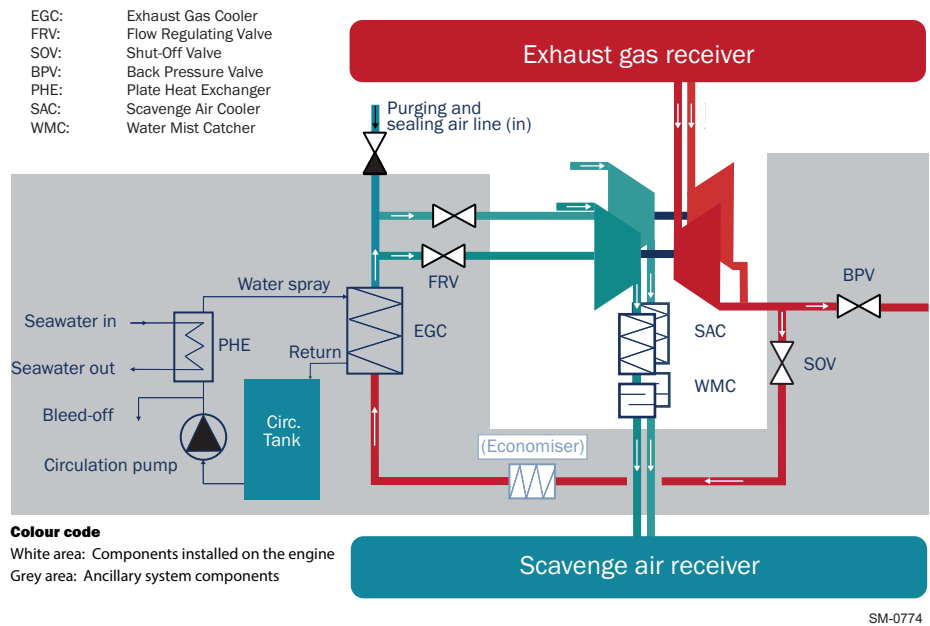 EGC: Exhaust Gas Cooler
FRV: Flow Regulating Valve
SOV: Shut-Off Valve
BPV: Back Pressure Valve
PHE: Plate Heat Exchanger
SAC: Scavenge Air Cooler
WMC: Water Mist Catcher
Exhaust gas receiver
Purging and
sealing air line (in)
FRV
BPV
Water spray
Seawater in
PHE
EGC
SAC
SOV
Return
Seawater out
WMC
Bleed-off
Circ.
Tank
(Economiser)
Circulation pump
Colour code
White area: Components installed on the engine
Grey area: Ancillary system components
Scavenge air receiver
SM-0774